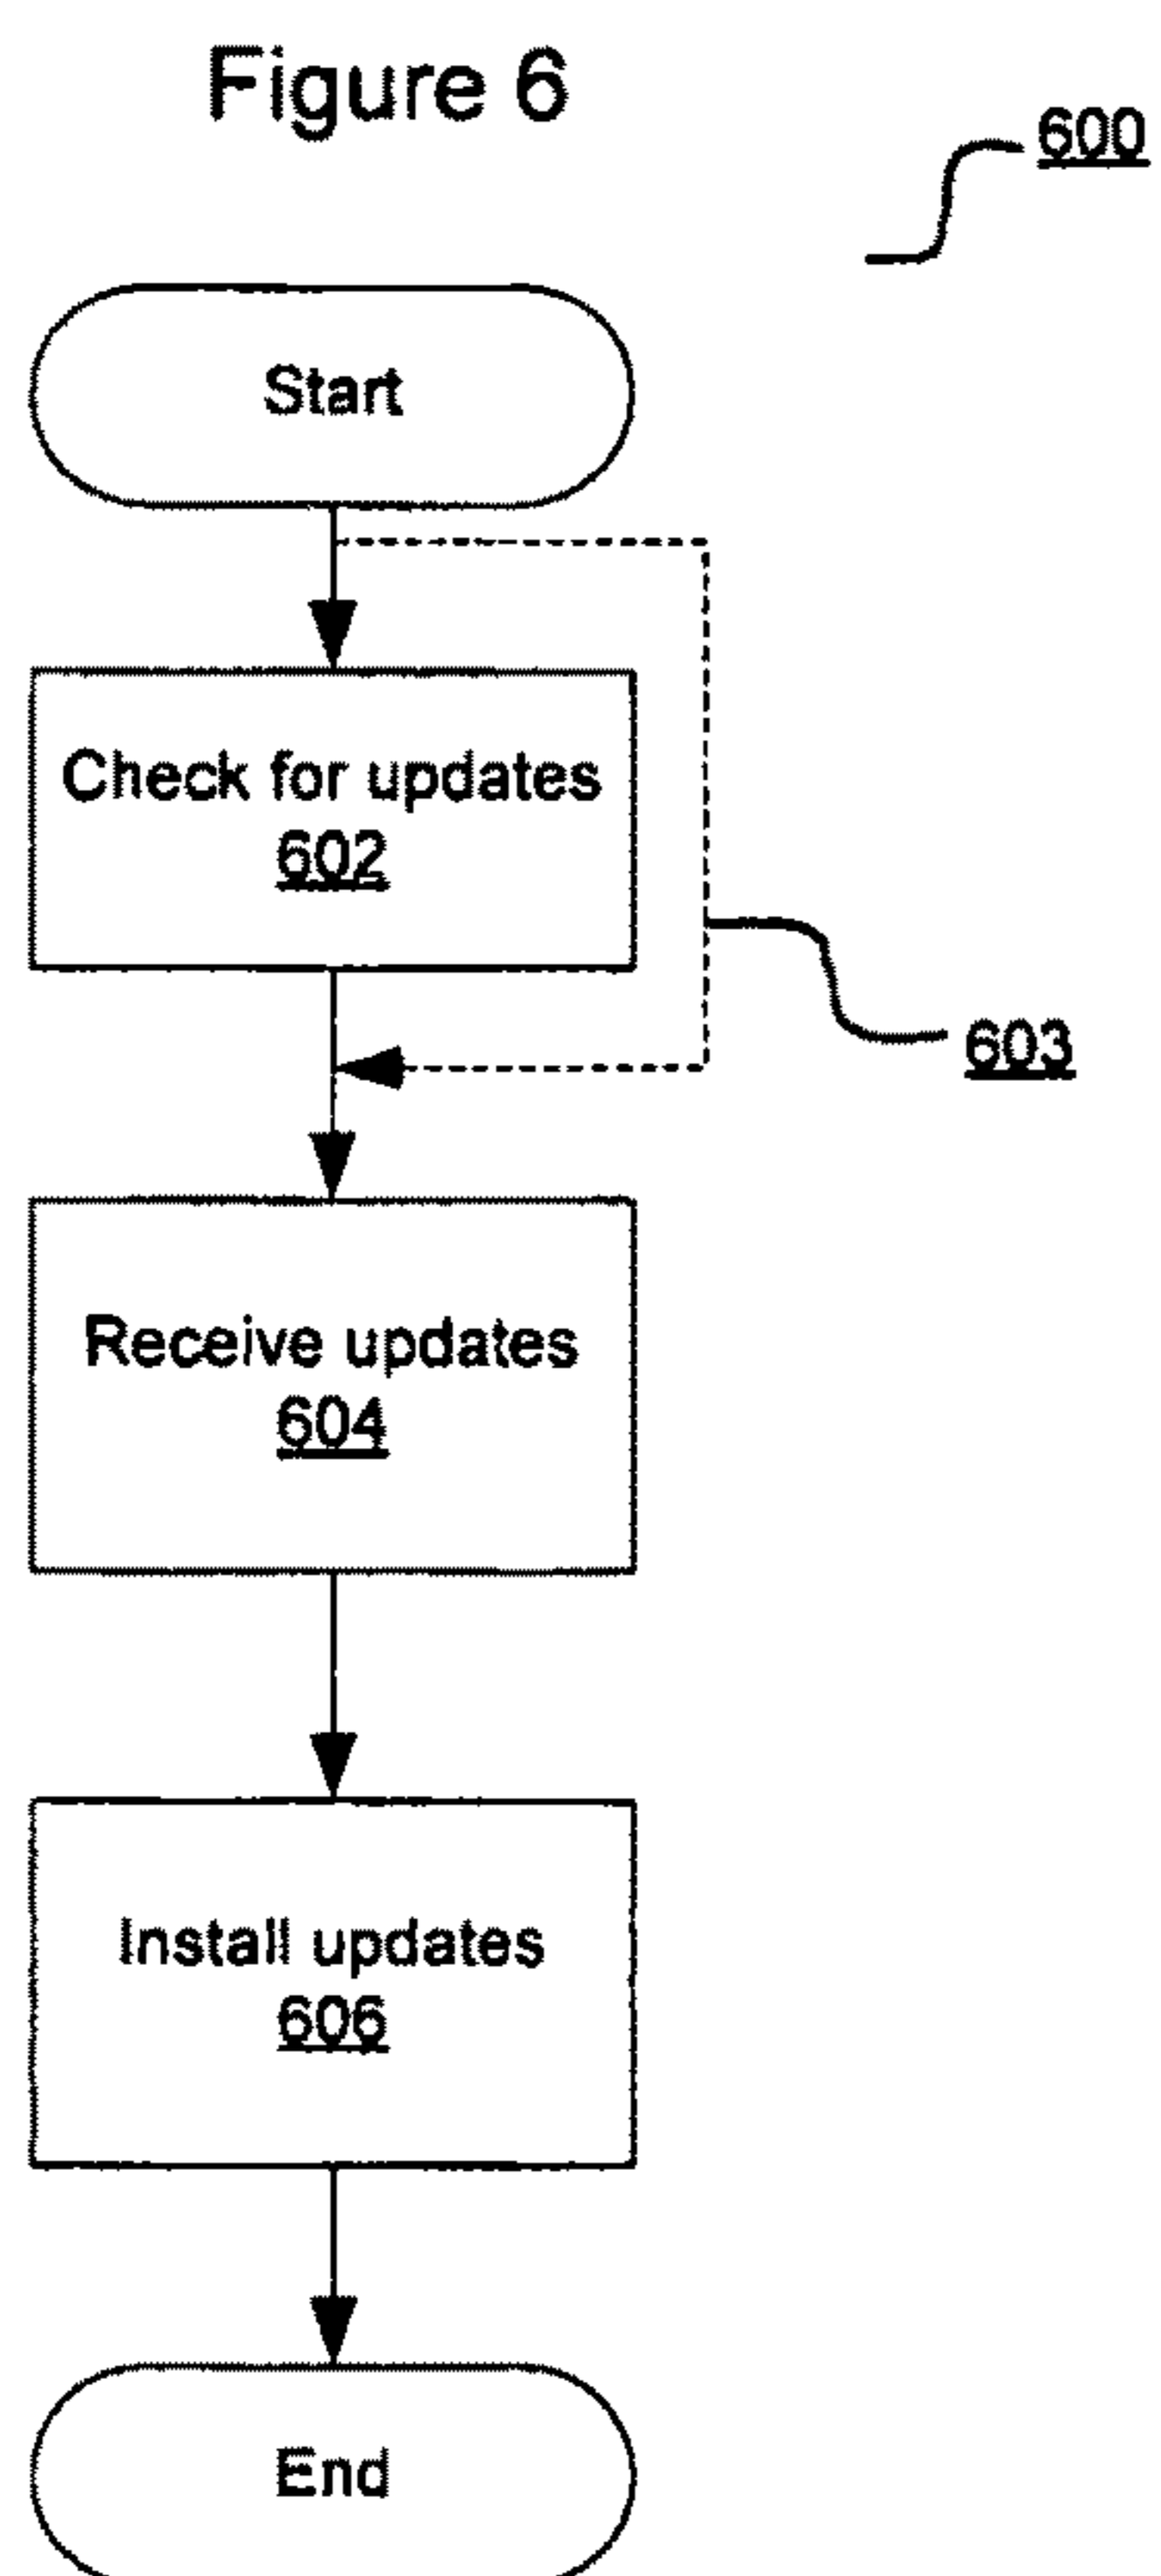 Figure 6
600
Start
Check for updates
602
603
Receive updates
604
Install updates
606
End